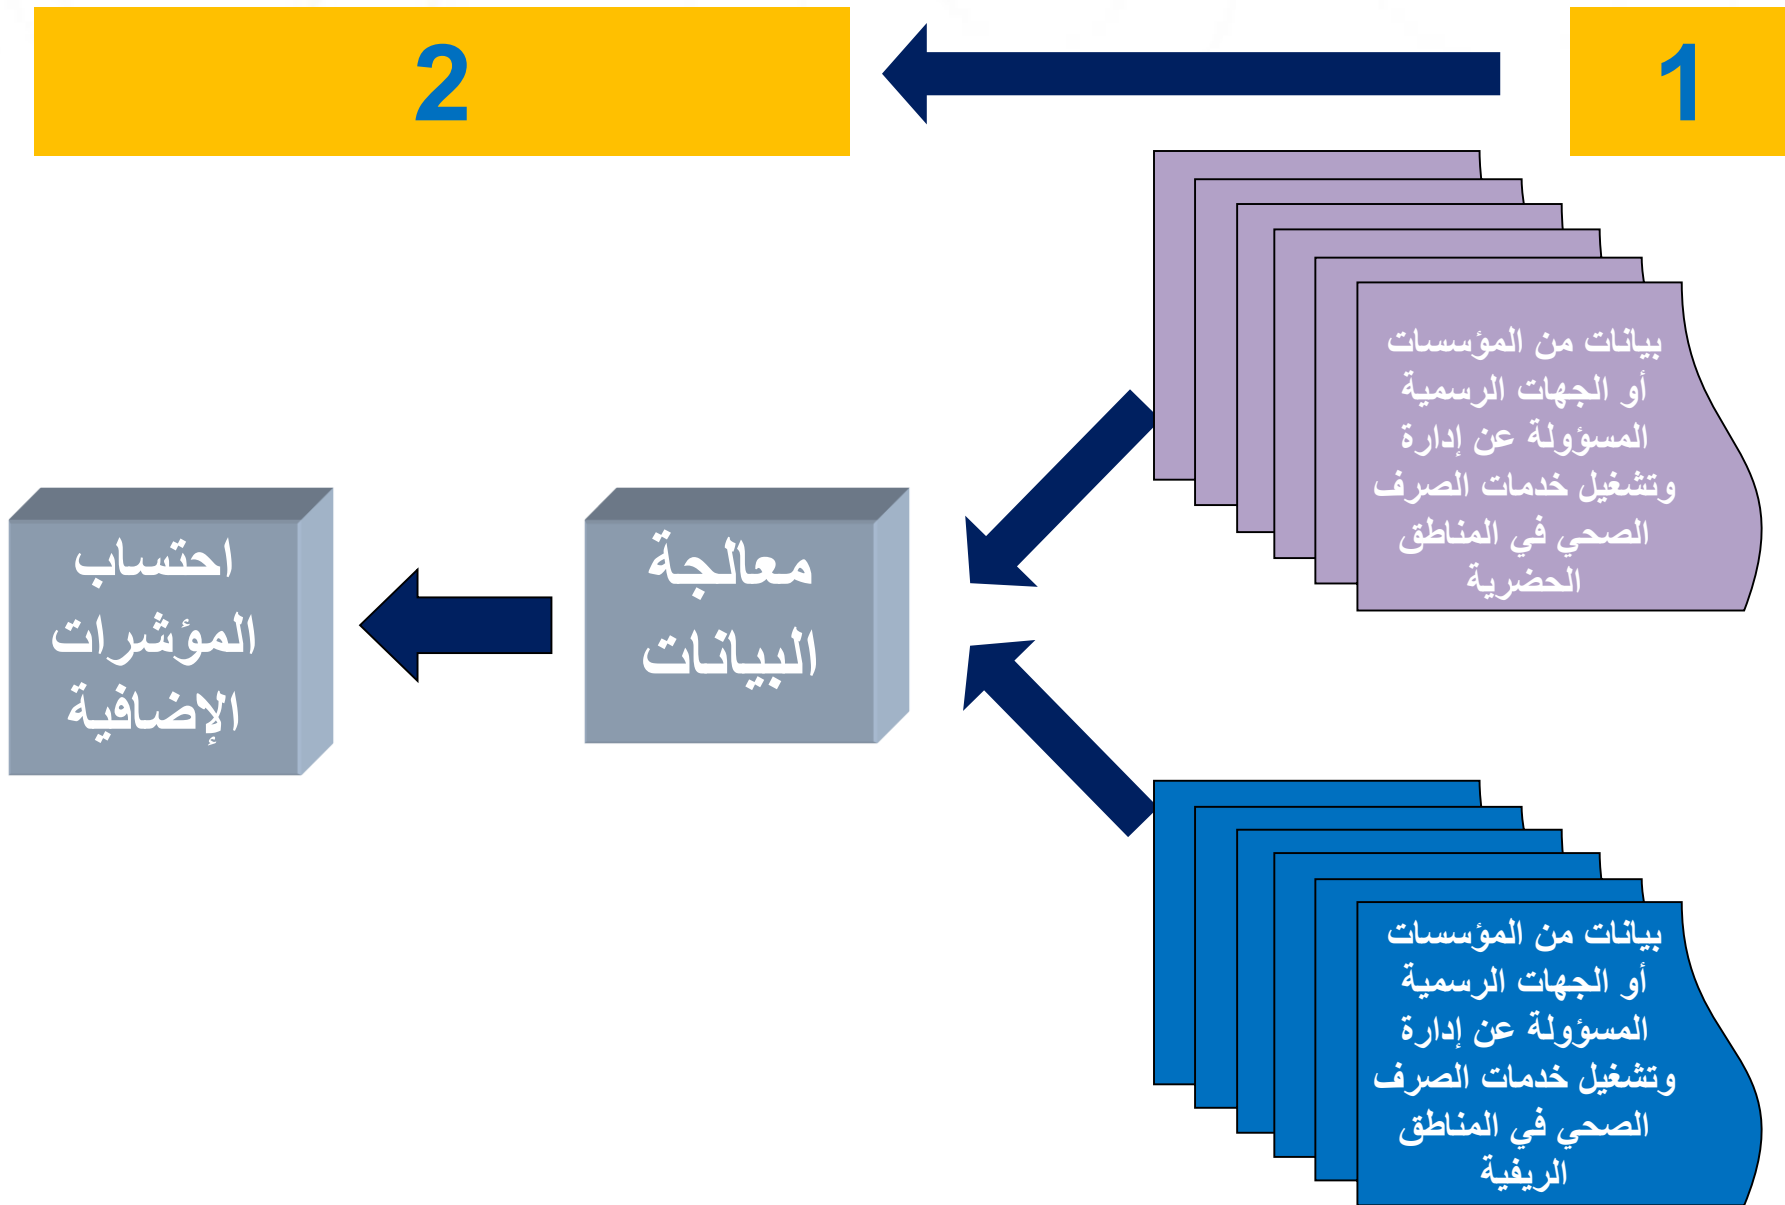 1
2
بيانات من المؤسسات
أو الجهات الرسمية
المسؤولة عن إدارة
وتشغيل خدمات الصرف
الصحي في المناطق
الحضرية
معالجة
البيانات
احتساب
المؤشرات
الإضافية
بيانات من المؤسسات
أو الجهات الرسمية
المسؤولة عن إدارة
وتشغيل خدمات الصرف
الصحي في المناطق
الريفية